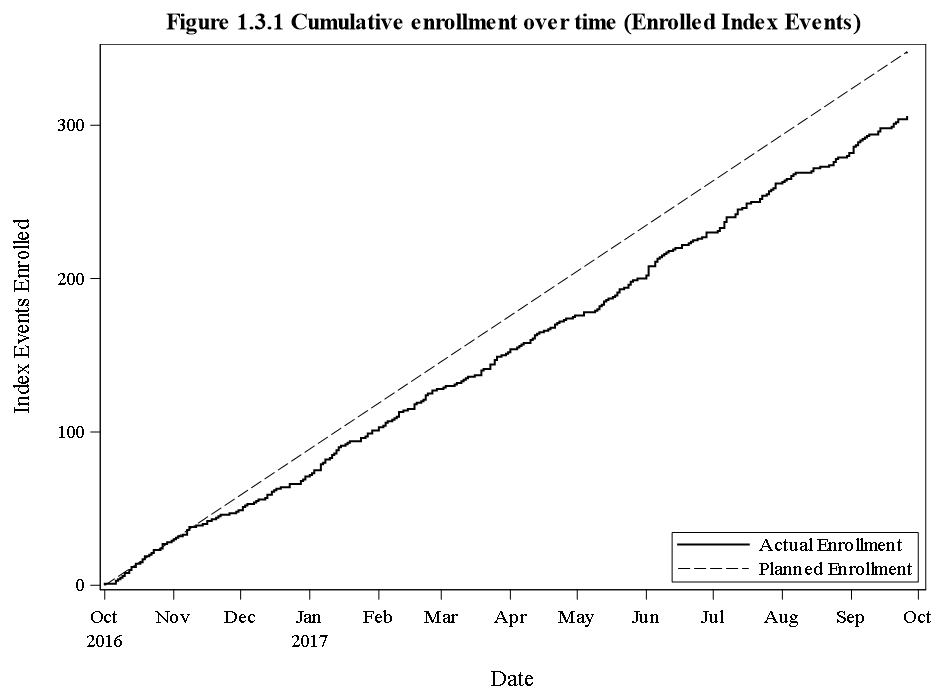 Figure 1.3.1 Cumulative enrollment over time (Enrolled Index Events)
300
200
100
0
Index Events Enrolled
Actual Enrollment
Planned Enrollment
Oct Nov Dec Jan Feb Mar Apr May Jun Jul Aug Sep Oct
2016 2017
Date